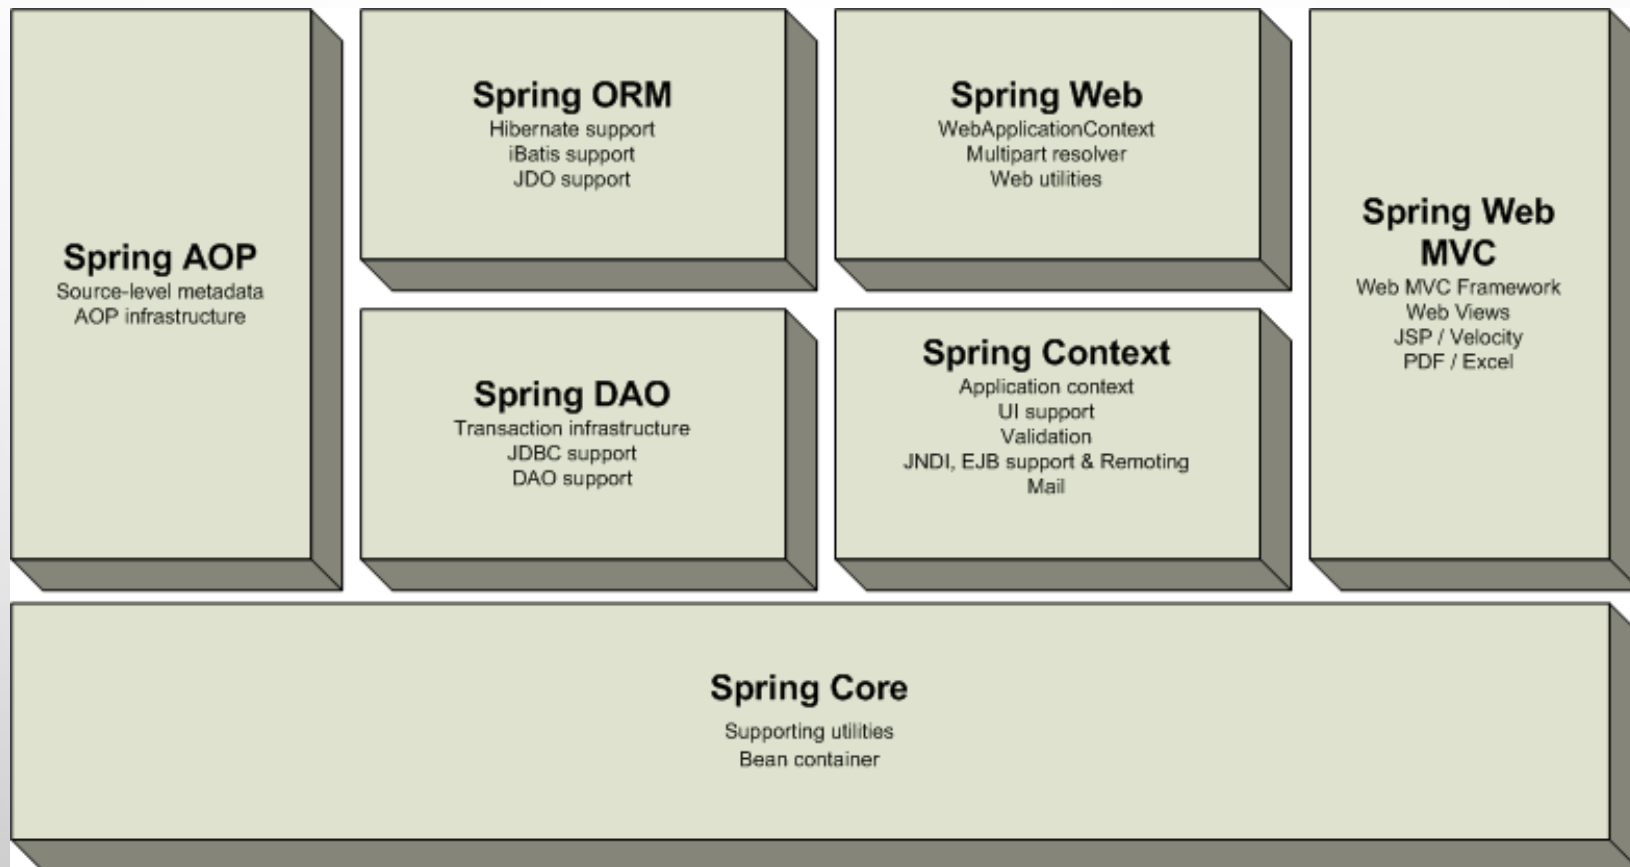 Spring AOP
Source-level metadata
AOP infrastructure
Spring ORM
Hibernate support
iBatis support
JDO support
Spring Web
WebApplicationContext
Multipart resolver
Web utilities
Spring DAO
Transaction infrastructure
JDBC support
DAO support
Spring Context
Application context
UI support
Validation
JNDI, EJB support & Remoting
Mail
Spring Web
MVC
Web MVC Framework
Web Views
JSP / Velocity
PDF / Excel
Spring Core
Supporting utilities
Bean container